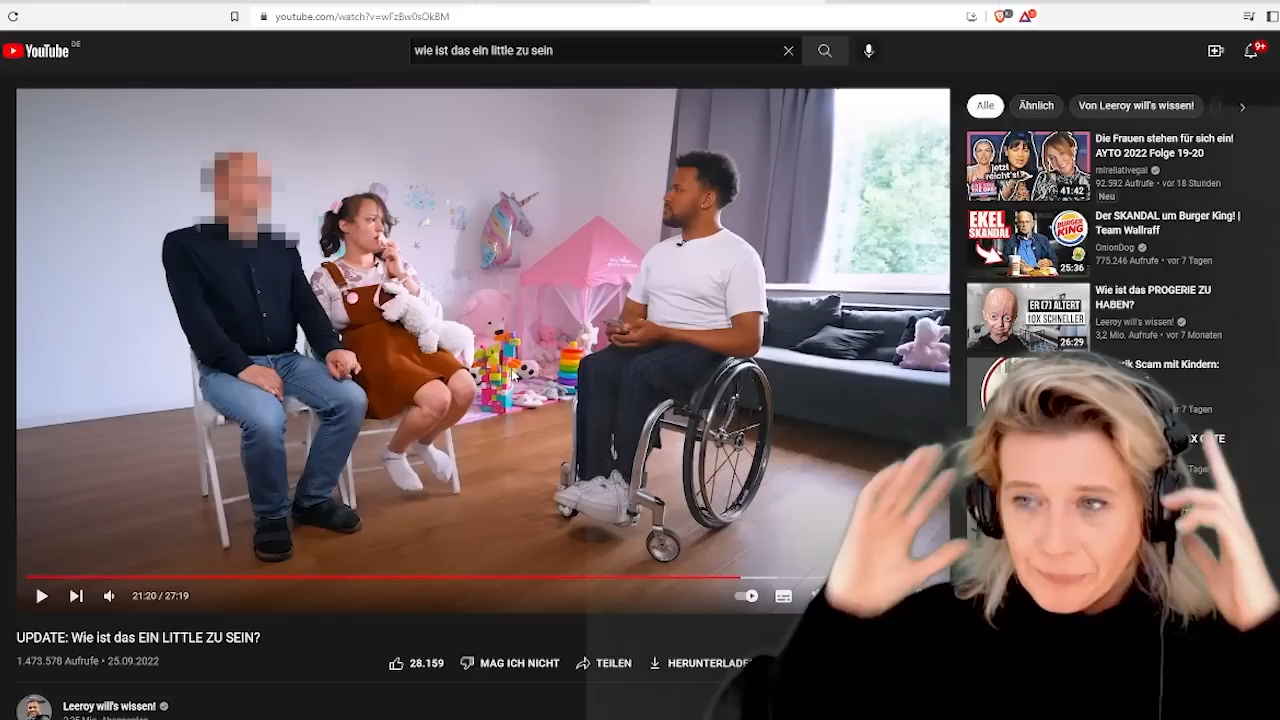 youtube.com/watch?v=wFzBw0sOkBM
YouTube DE
wie ist das ein little zu sein
9+
Alle
Ähnlich
Von Leeroy will's wissen!
jetzt reicht's!
41:42
Die Frauen stehen für sich ein!
AYTO 2022 Folge 19-20
mirellativegal
92.592 Aufrufe • vor 18 Stunden
Neu
EKEL
SKANDAL
BURGER KING
25:36
Der SKANDAL um Burger King! |
Team Wallraff
OnionDog
775.246 Aufrufe • vor 7 Tagen
ER (7) ALTERT
10X SCHNELLER
26:29
Wie ist das PROGERIE ZU
HABEN?
Leeroy will's wissen!
3,2 Mio. Aufrufe • vor 7 Monaten
Scam mit Kindern:
21:20 / 27:19
UPDATE: Wie ist das EIN LITTLE ZU SEIN?
1.473.578 Aufrufe • 25.09.2022
28.159
MAG ICH NICHT
TEILEN
HERUNTERLADE
Leeroy will's wissen!